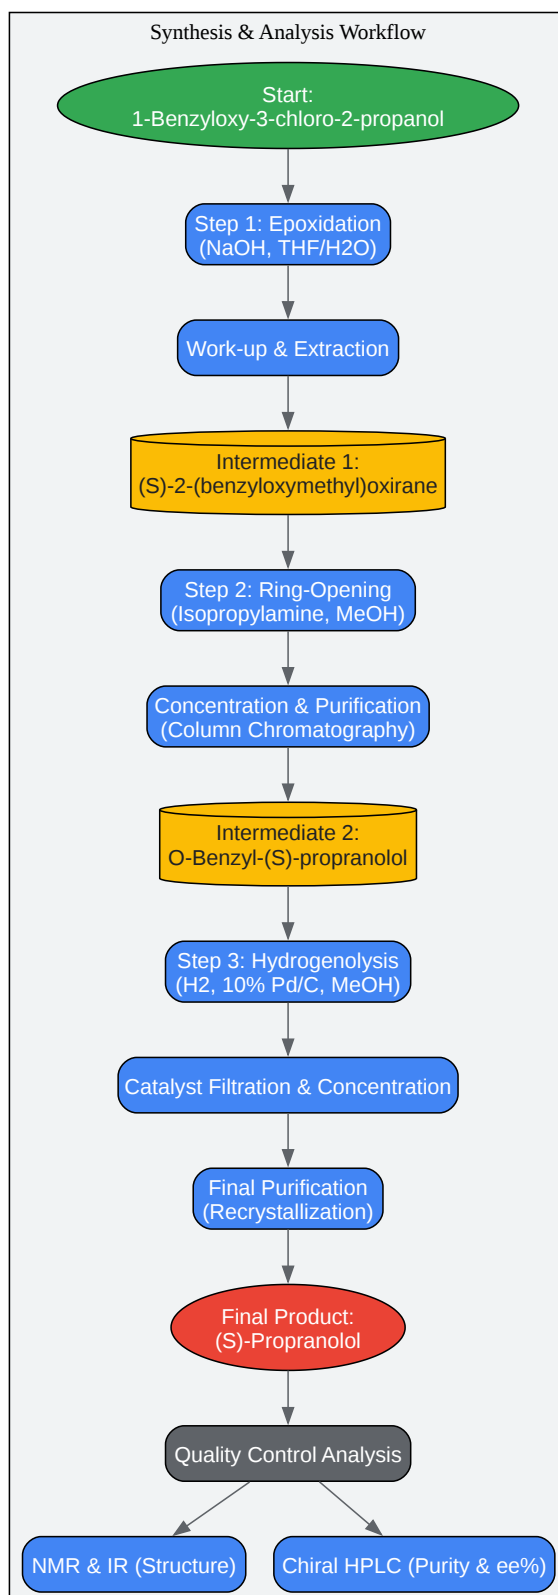 Synthesis & Analysis Workflow
Start:
1-Benzyloxy-3-chloro-2-propanol
Step 1: Epoxidation
(NaOH, THF/H2O)
Work-up & Extraction
Intermediate 1:
(S)-2-(benzyloxymethyl)oxirane
Step 2: Ring-Opening
(Isopropylamine, MeOH)
Concentration & Purification
(Column Chromatography)
Intermediate 2:
O-Benzyl-(S)-propranolol
Step 3: Hydrogenolysis
(H2, 10% Pd/C, MeOH)
Catalyst Filtration & Concentration
Final Purification
(Recrystallization)
Final Product:
(S)-Propranolol
Quality Control Analysis
NMR & IR (Structure)
Chiral HPLC (Purity & ee%)